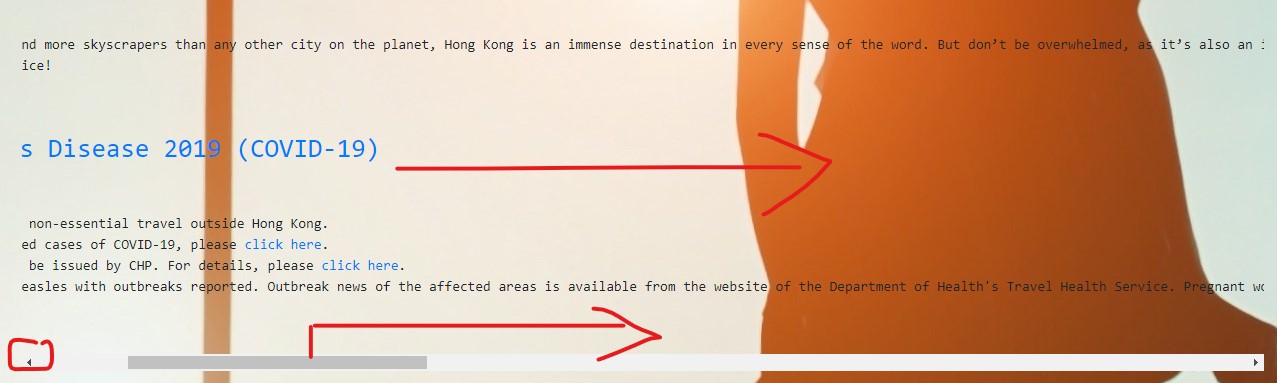 nd more skyscrapers than any other city on the planet, Hong Kong is an immense destination in every sense of the word. But don’t be overwhelmed, as it’s also an i
ice!
s Disease 2019 (COVID-19)
non-essential travel outside Hong Kong.
ed cases of COVID-19, please click here.
be issued by CHP. For details, please click here.
easles with outbreaks reported. Outbreak news of the affected areas is available from the website of the Department of Health's Travel Health Service. Pregnant wo